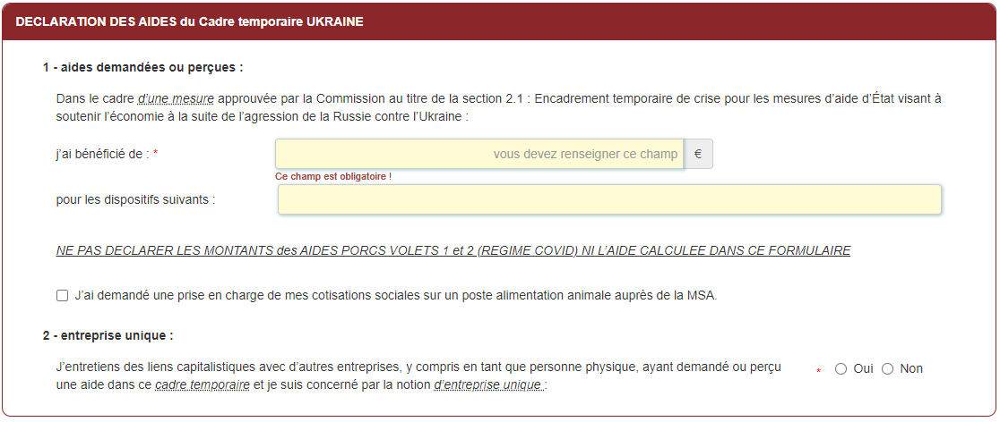 DECLARATION DES AIDES du Cadre temporaire UKRAINE
1 - aides demandées ou perçues :
Dans le cadre d'une mesure approuvée par la Commission au titre de la section 2.1 : Encadrement temporaire de crise pour les mesures d'aide d'État visant à
soutenir l'économie à la suite de l'agression de la Russie contre l'Ukraine :
j'ai bénéficié de : * vous devez renseigner ce champ €
Ce champ est obligatoire !
pour les dispositifs suivants :
NE PAS DECLARER LES MONTANTS des AIDES PORCS VOLETS 1 et 2 (REGIME COVID) NI L'AIDE CALCULEE DANS CE FORMULAIRE
J'ai demandé une prise en charge de mes cotisations sociales sur un poste alimentation animale auprès de la MSA.
2 - entreprise unique :
J'entretiens des liens capitalistiques avec d'autres entreprises, y compris en tant que personne physique, ayant demandé ou perçu
une aide dans ce cadre temporaire et je suis concerné par la notion d'entreprise unique :
* Oui Non